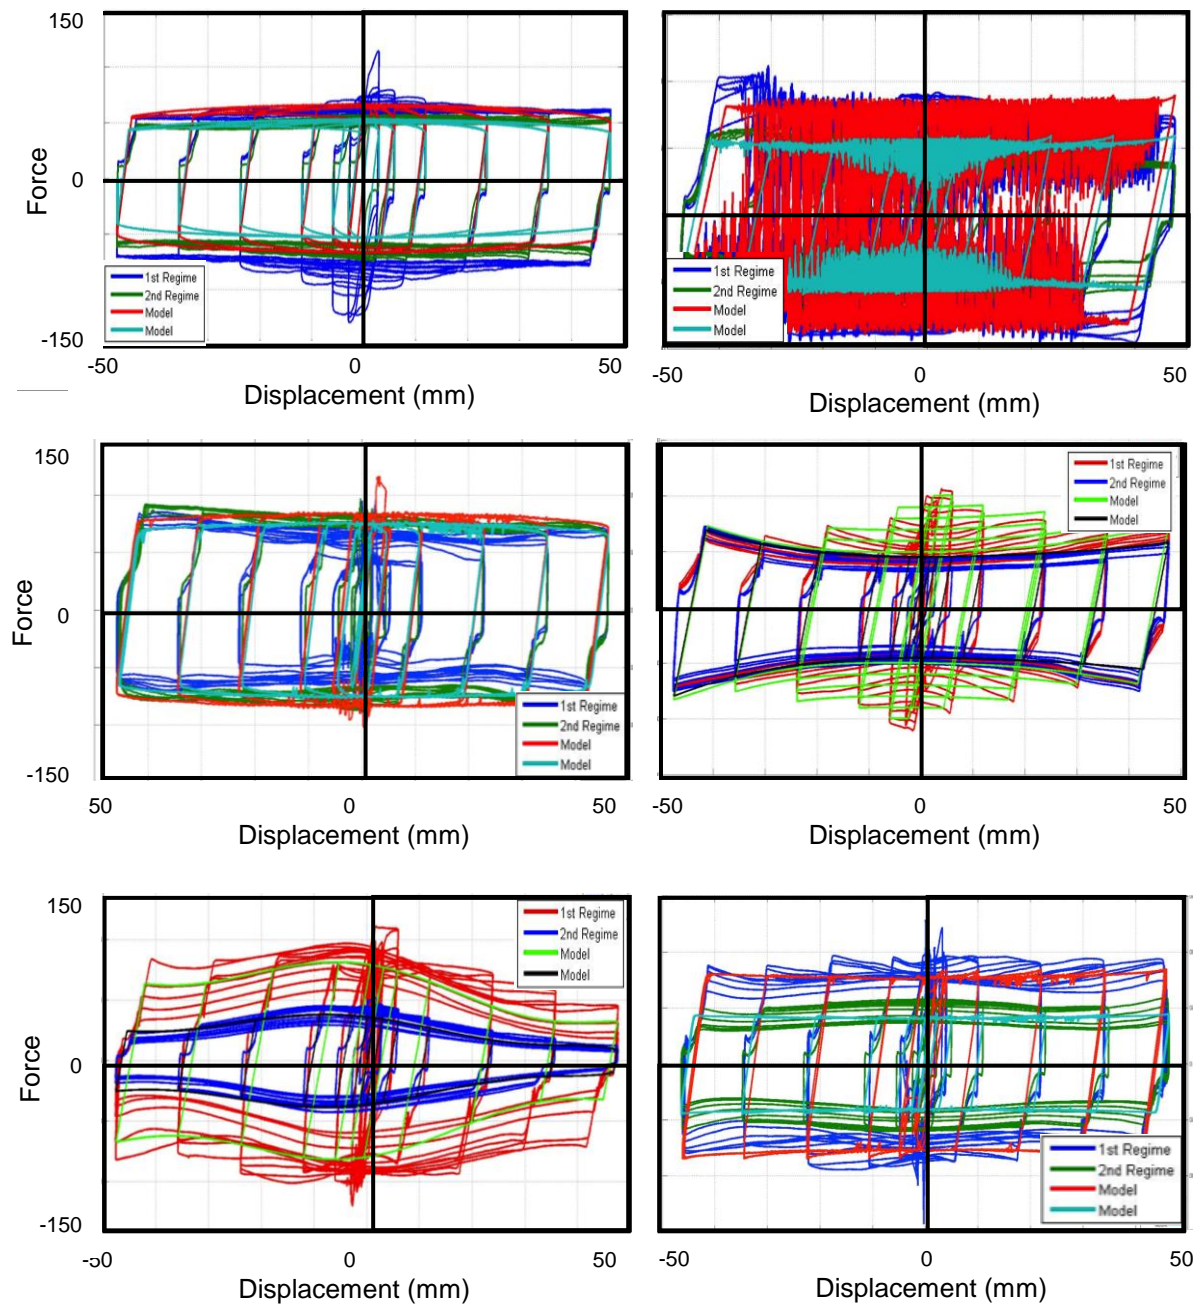 150
Force
0
1st Regime
2nd Regime
Model
Model
-150
-50
0
50
Displacement (mm)
1st Regime
2nd Regime
Model
Model
-50
0
50
Displacement (mm)
150
Force
0
1st Regime
2nd Regime
Model
Model
-150
50
0
50
Displacement (mm)
1st Regime
2nd Regime
Model
Model
-50
0
50
Displacement (mm)
150
Force
0
1st Regime
2nd Regime
Model
Model
-150
-50
0
50
Displacement (mm)
1st Regime
2nd Regime
Model
Model
-50
0
50
Displacement (mm)